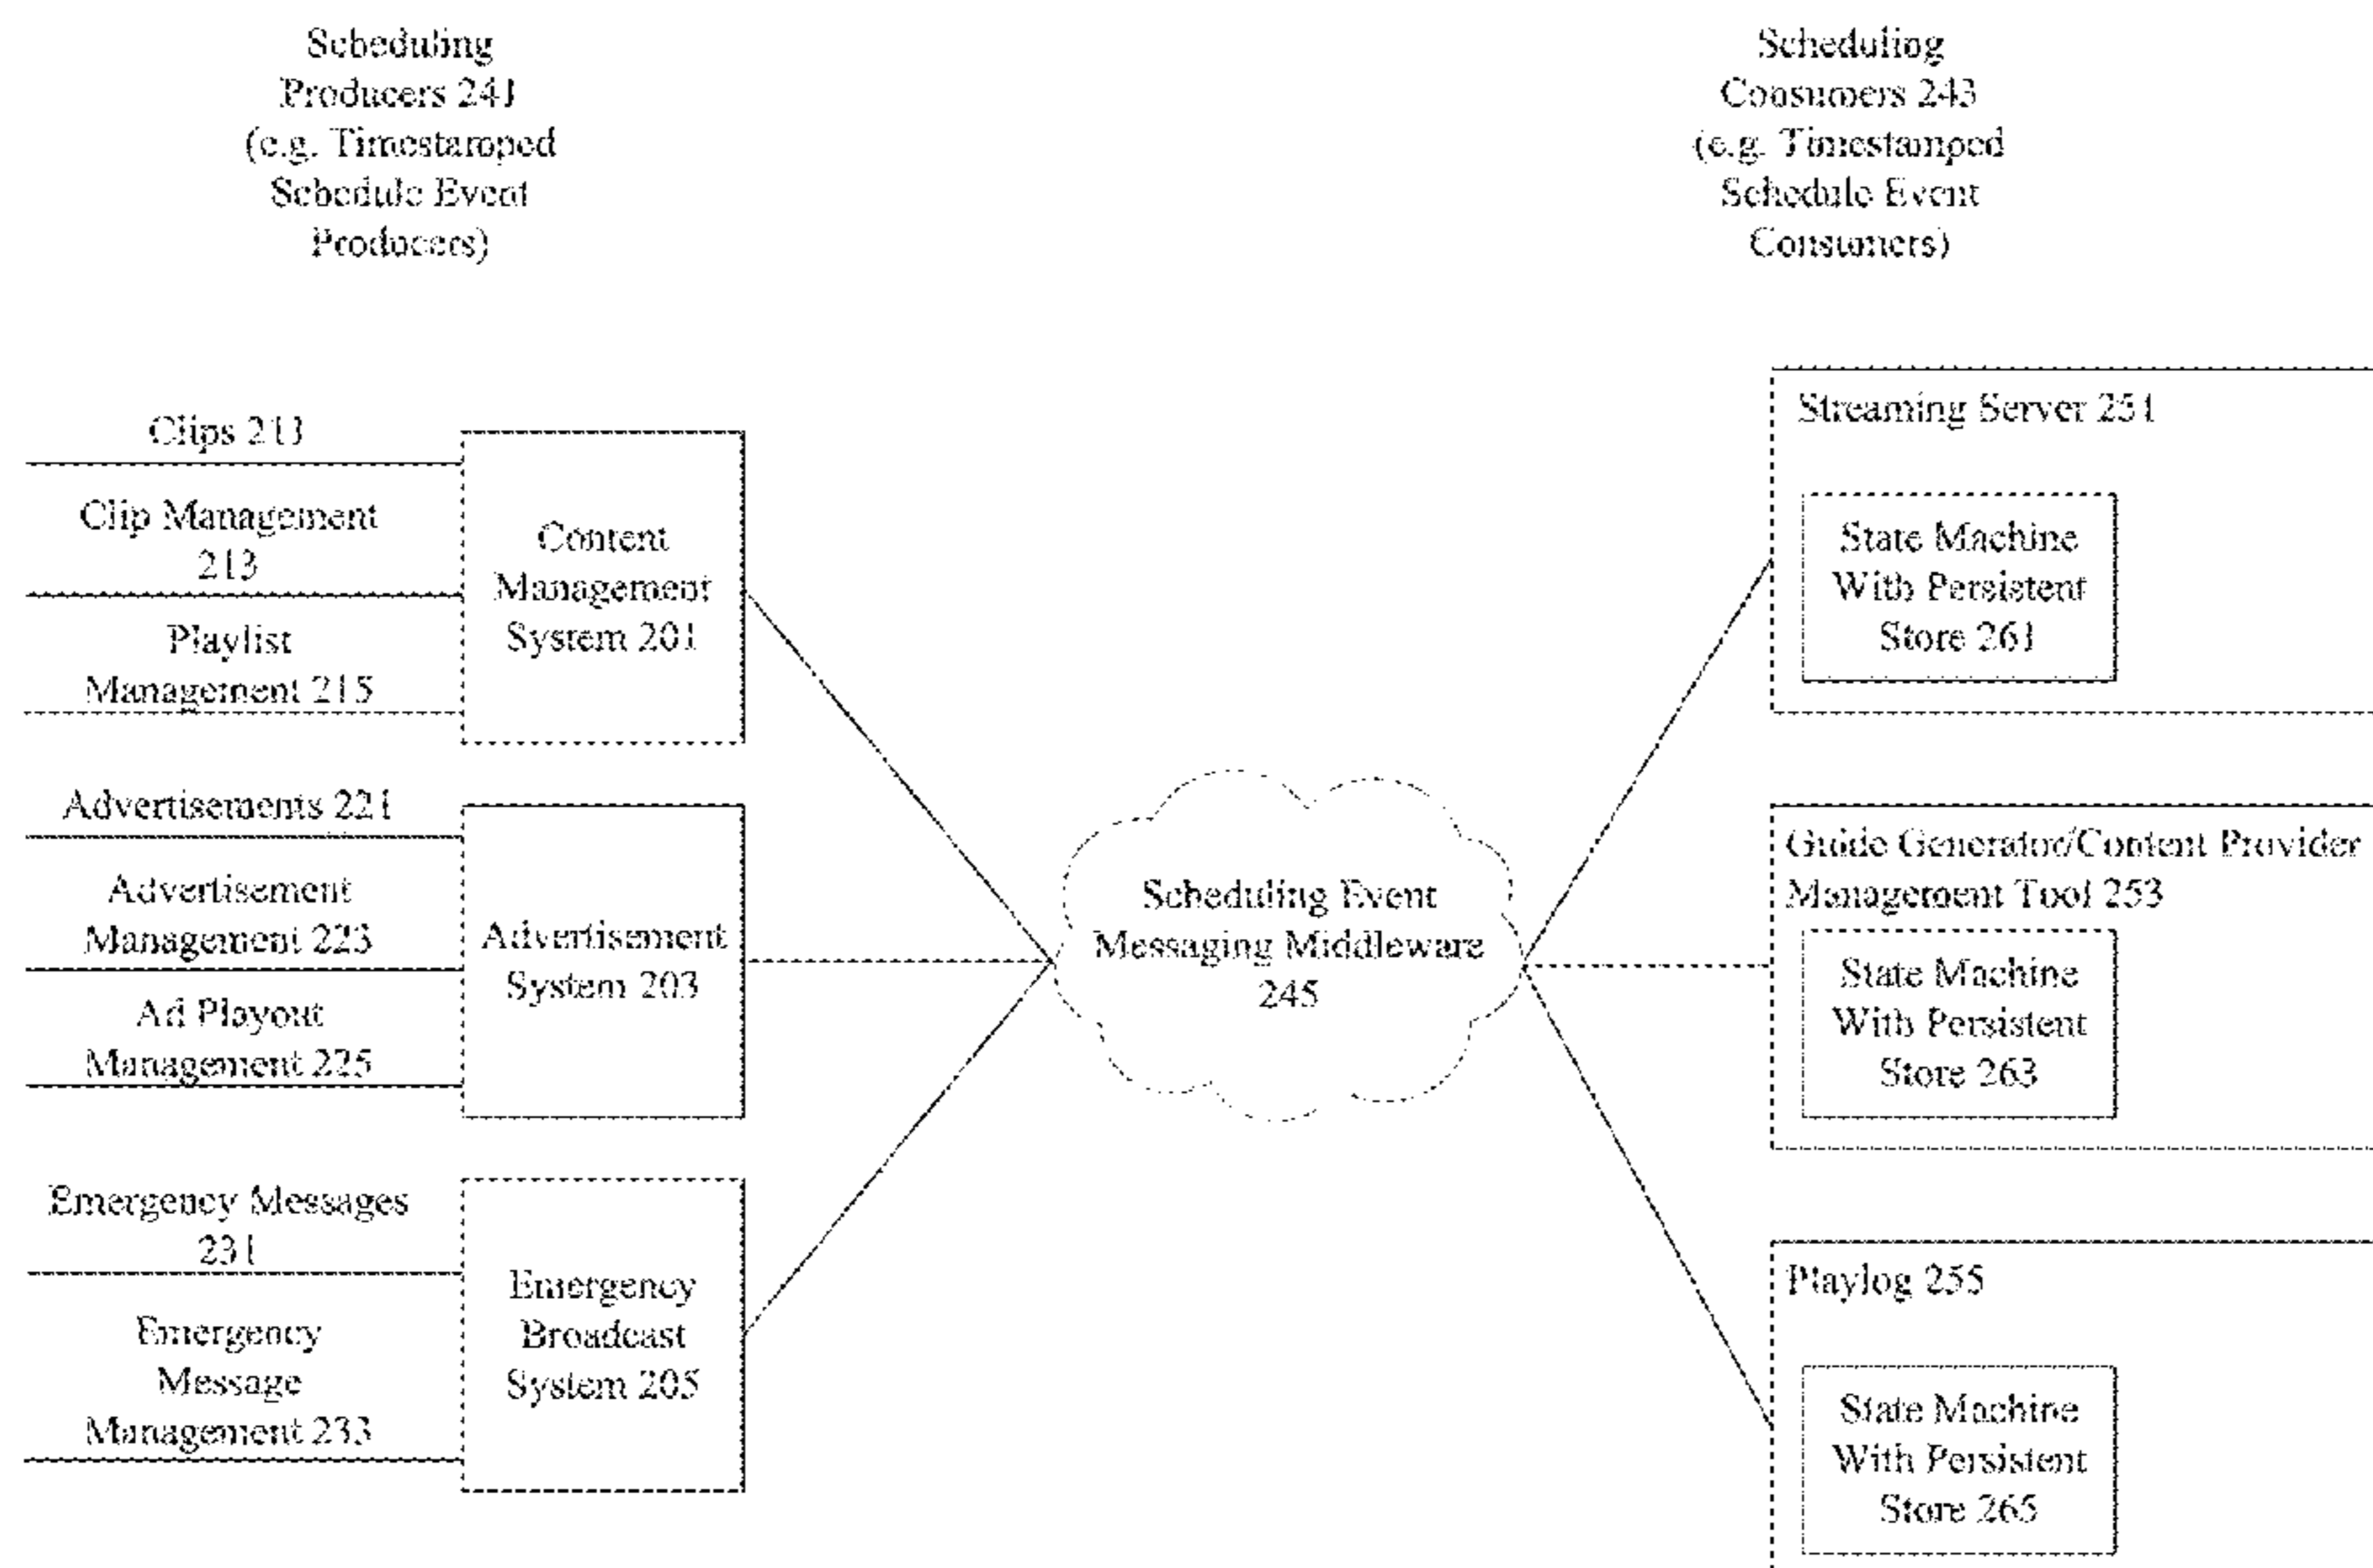 Scheduling
Producers 241
(e.g. Timestamped
Schedule Event
Producers)
Scheduling
Consumers 243
(e.g. Timestamped
Schedule Event
Consumers)
Clips 211
Clip Management
213
Playlist
Management 215
Content
Management
System 201
Advertisements 221
Advertisement
Management 223
Ad Playout
Management 225
Advertisement
System 203
Emergency Messages
231
Emergency
Message
Management 233
Emergency
Broadcast
System 205
Scheduling Event
Messaging Middleware
245
Streaming Server 251
State Machine
With Persistent
Store 261
Guide Generator/Content Provider
Management Tool 253
State Machine
With Persistent
Store 263
Playlog 255
State Machine
With Persistent
Store 265